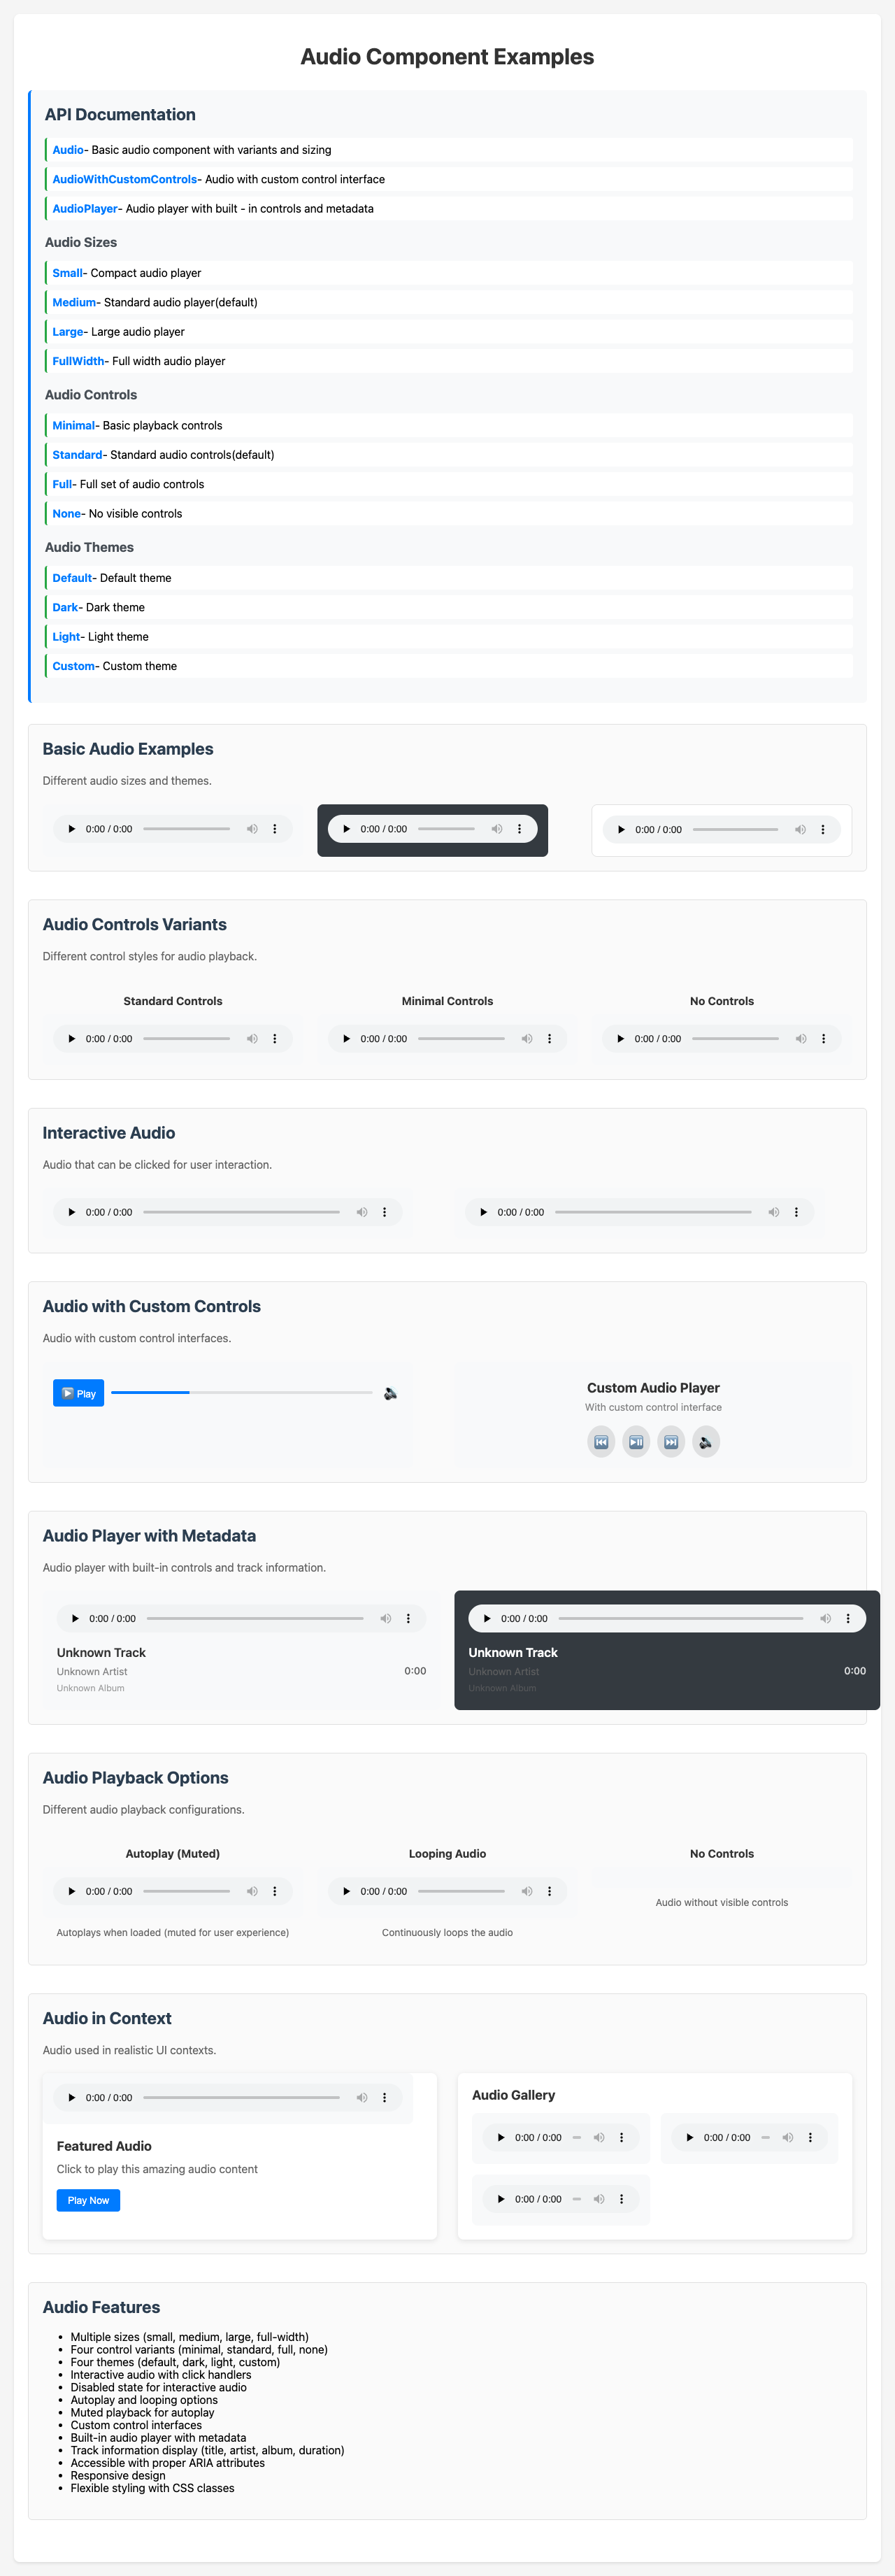 Audio Component Examples
API Documentation
Audio- Basic audio component with variants and sizing
AudioWithCustomControls- Audio with custom control interface
AudioPlayer- Audio player with built - in controls and metadata
Audio Sizes
Small- Compact audio player
Medium- Standard audio player(default)
Large- Large audio player
FullWidth- Full width audio player
Audio Controls
Minimal- Basic playback controls
Standard- Standard audio controls(default)
Full- Full set of audio controls
None- No visible controls
Audio Themes
Default- Default theme
Dark- Dark theme
Light- Light theme
Custom- Custom theme
Basic Audio Examples
Different audio sizes and themes.
0:00 / 0:00
0:00 / 0:00
0:00 / 0:00
Audio Controls Variants
Different control styles for audio playback.
Standard Controls
0:00 / 0:00
Minimal Controls
0:00 / 0:00
No Controls
0:00 / 0:00
Interactive Audio
Audio that can be clicked for user interaction.
0:00 / 0:00
0:00 / 0:00
Audio with Custom Controls
Audio with custom control interfaces.
Play
Custom Audio Player
With custom control interface
Audio Player with Metadata
Audio player with built-in controls and track information.
0:00 / 0:00
Unknown Track
Unknown Artist
Unknown Album
0:00
0:00 / 0:00
Unknown Track
Unknown Artist
Unknown Album
0:00
Audio Playback Options
Different audio playback configurations.
Autoplay (Muted)
0:00 / 0:00
Autoplays when loaded (muted for user experience)
Looping Audio
0:00 / 0:00
Continuously loops the audio
No Controls
Audio without visible controls
Audio in Context
Audio used in realistic UI contexts.
0:00 / 0:00
Featured Audio
Click to play this amazing audio content
Play Now
Audio Gallery
0:00 / 0:00
0:00 / 0:00
0:00 / 0:00
Audio Features
• Multiple sizes (small, medium, large, full-width)
• Four control variants (minimal, standard, full, none)
• Four themes (default, dark, light, custom)
• Interactive audio with click handlers
• Disabled state for interactive audio
• Autoplay and looping options
• Muted playback for autoplay
• Custom control interfaces
• Built-in audio player with metadata
• Track information display (title, artist, album, duration)
• Accessible with proper ARIA attributes
• Responsive design
• Flexible styling with CSS classes